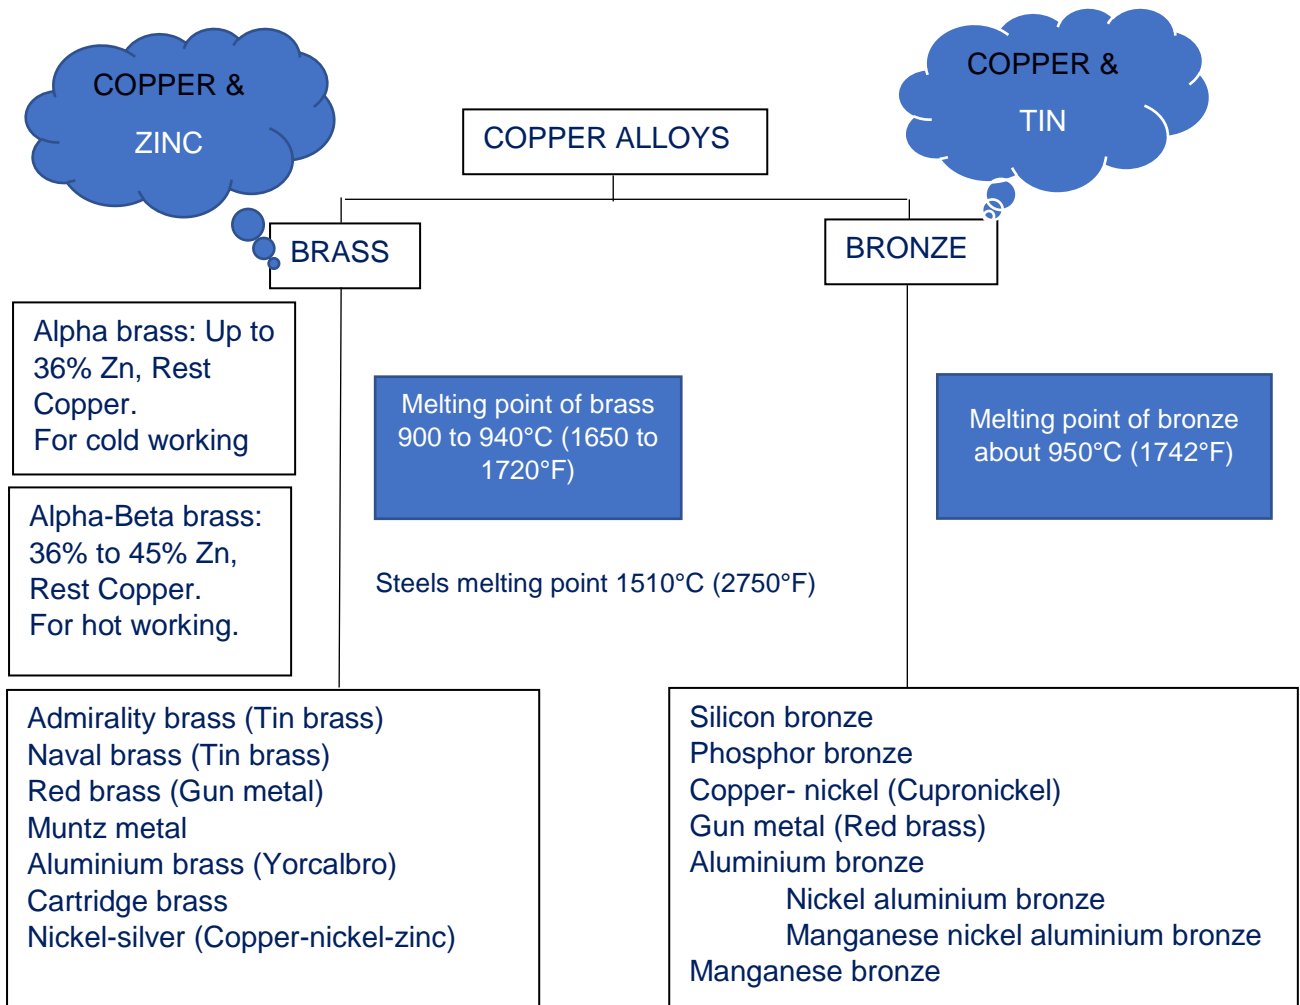 COPPER &
ZINC
COPPER ALLOYS
COPPER &
TIN
BRASS
BRONZE
Alpha brass: Up to
36% Zn, Rest
Copper.
For cold working
Melting point of brass
900 to 940°C (1650 to
1720°F)
Melting point of bronze
about 950°C (1742°F)
Alpha-Beta brass:
36% to 45% Zn,
Rest Copper.
For hot working.
Steels melting point 1510°C (2750°F)
Admirality brass (Tin brass)
Naval brass (Tin brass)
Red brass (Gun metal)
Muntz metal
Aluminium brass (Yorcalbro)
Cartridge brass
Nickel-silver (Copper-nickel-zinc)
Silicon bronze
Phosphor bronze
Copper- nickel (Cupronickel)
Gun metal (Red brass)
Aluminium bronze
Nickel aluminium bronze
Manganese nickel aluminium bronze
Manganese bronze